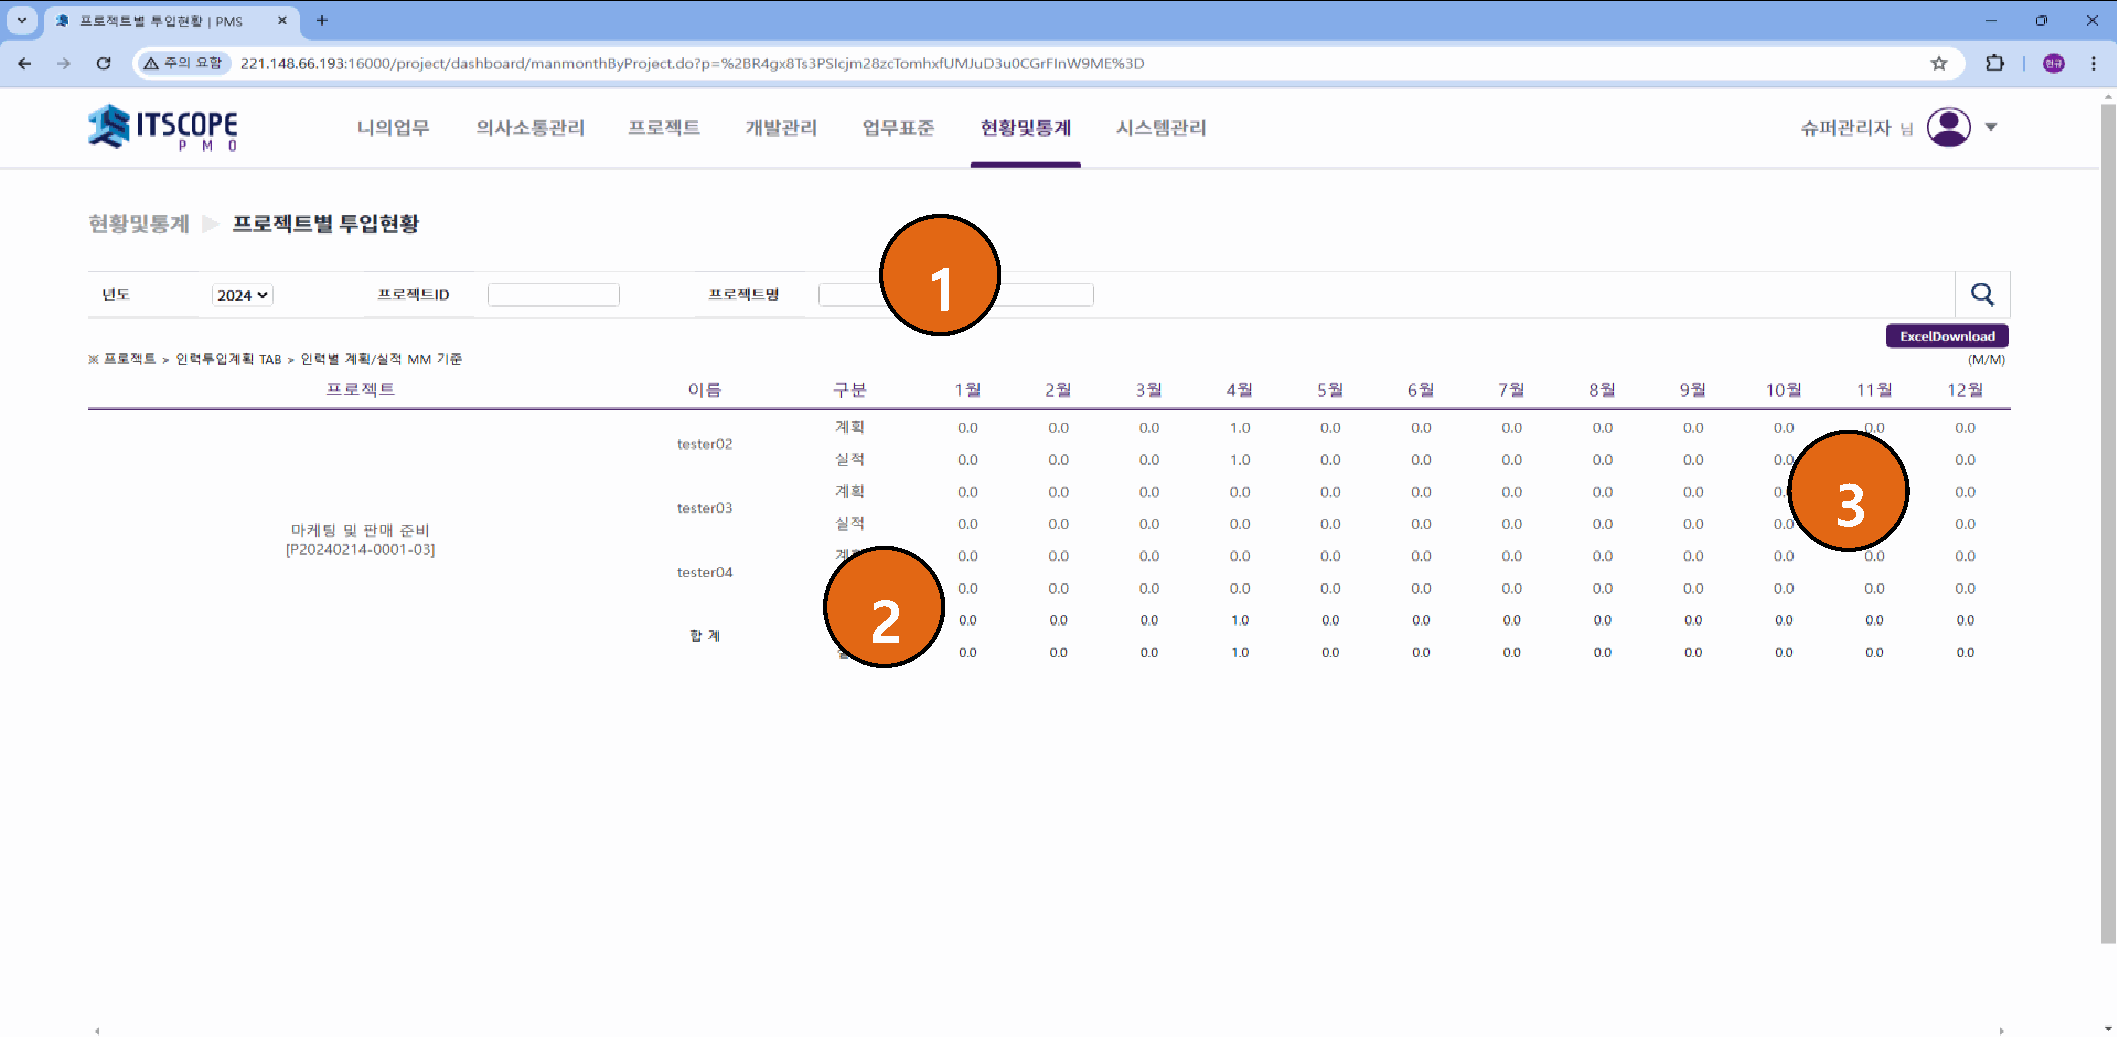 프로젝트별 투입현황 | PMS
주의 요함 221.148.66.193:16000/project/dashboard/manmonthByProject.do?p=%2BR4gx8Ts3PSIcjm28zcTomhxfUMJuD3u0CGrFInW9ME%3D
현규
ITSCOPE
P M O
나의업무 의사소통관리 프로젝트 개발관리 업무표준 현황및통계 시스템관리 슈퍼관리자 님
현황및통계 프로젝트별 투입현황
1
년도 2024 프로젝트ID 프로젝트명
ExcelDownload
※ 프로젝트 > 인력투입계획 TAB > 인력별 계획/실적 MM 기준 (M/M)
프로젝트 이름 구분 1월 2월 3월 4월 5월 6월 7월 8월 9월 10월 11월 12월
tester02 계획 0.0 0.0 0.0 1.0 0.0 0.0 0.0 0.0 0.0 0.0 0.0 0.0
실적 0.0 0.0 0.0 1.0 0.0 0.0 0.0 0.0 0.0 0.0 0.0
tester03 계획 0.0 0.0 0.0 0.0 0.0 0.0 0.0 0.0 0.0 0.0
3
실적 0.0 0.0 0.0 0.0 0.0 0.0 0.0 0.0 0.0 0.0 0.0
마케팅 및 판매 준비
[P20240214-0001-03]
tester04 0.0 0.0 0.0 0.0 0.0 0.0 0.0 0.0 0.0 0.0 0.0 0.0
0.0 0.0 0.0 0.0 0.0 0.0 0.0 0.0 0.0 0.0 0.0 0.0
2
합 계 0.0 0.0 0.0 1.0 0.0 0.0 0.0 0.0 0.0 0.0 0.0 0.0
0.0 0.0 0.0 1.0 0.0 0.0 0.0 0.0 0.0 0.0 0.0 0.0